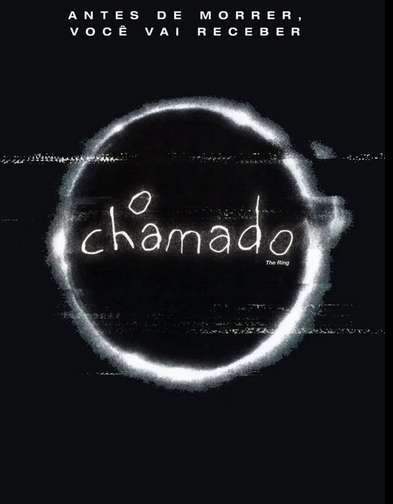 ANTES DE MORRER,
VOCÊ VAI RECEBER
o
chamado
The Ring